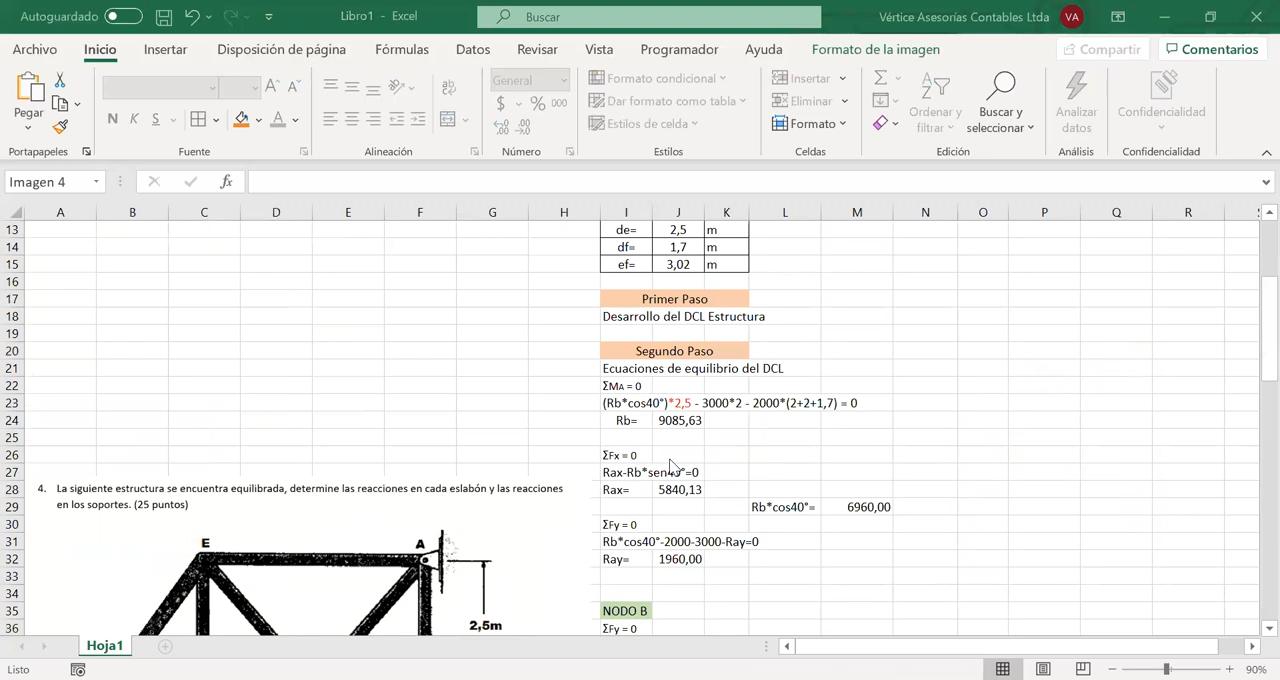 Autoguardado
Libro1 - Excel
Buscar
Vértice Asesorías Contables Ltda
VA
Archivo Inicio Insertar Disposición de página Fórmulas Datos Revisar Vista Programador Ayuda Formato de la imagen Compartir Comentarios
Pegar
Portapapeles
N K S
Fuente
Alineación
General
$ % 000
Número
Formato condicional
Dar formato como tabla
Estilos de celda
Estilos
Insertar
Eliminar
Formato
Celdas
Ordenar y filtrar
Buscar y seleccionar
Edición
Analizar datos
Análisis
Confidencialidad
Confidencialidad
Imagen 4
fx
A B C D E F G H I J K L M N O P Q R S
13 de= 2,5 m
14 df= 1,7 m
15 ef= 3,02 m
16
17 Primer Paso
18 Desarrollo del DCL Estructura
19
20 Segundo Paso
21 Ecuaciones de equilibrio del DCL
22 ΣMA = 0
23 (Rb*cos40°)*2,5 - 3000*2 - 2000*(2+2+1,7) = 0
24 Rb= 9085,63
25
26 ΣFx = 0
27 Rax-Rb*sen40°=0
28 Rax= 5840,13
29 Rb*cos40°= 6960,00
30 ΣFy = 0
31 Rb*cos40°-2000-3000-Ray=0
32 Ray= 1960,00
33
34
35 NODO B
36 ΣFy = 0
4. La siguiente estructura se encuentra equilibrada, determine las reacciones en cada eslabón y las reacciones
en los soportes. (25 puntos)
E A
2,5m
Hoja1
Listo
90%